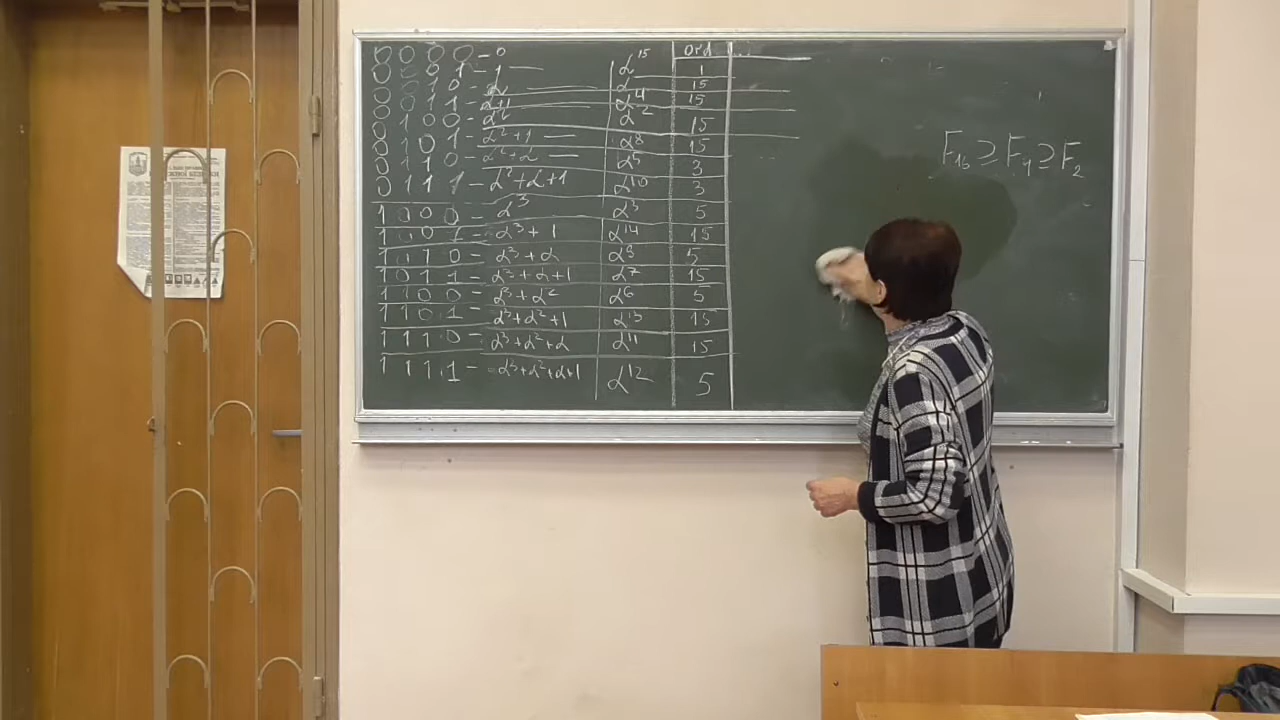 Ord
0 0 0 0 - 0
0 0 0 1 - 1 α¹⁵ 1
0 0 1 0 - α α 15
0 0 1 1 - α+1 α⁴ 15
0 1 0 0 - α² α² 15
0 1 0 1 - α²+1 α⁸ 15
0 1 1 0 - α²+α α⁵ 3
0 1 1 1 - α²+α+1 α¹⁰ 3
1 0 0 0 - α³ α³ 5
1 0 0 1 - α³+1 α¹⁴ 15
1 0 1 0 - α³+α α⁹ 5
1 0 1 1 - α³+α+1 α⁷ 15
1 1 0 0 - α³+α² α⁶ 5
1 1 0 1 - α³+α²+1 α¹³ 15
1 1 1 0 - α³+α²+α α¹¹ 15
1 1 1 1 - α³+α²+α+1 α¹² 5
F₁₆ ≥ F₄ ≥ F₂